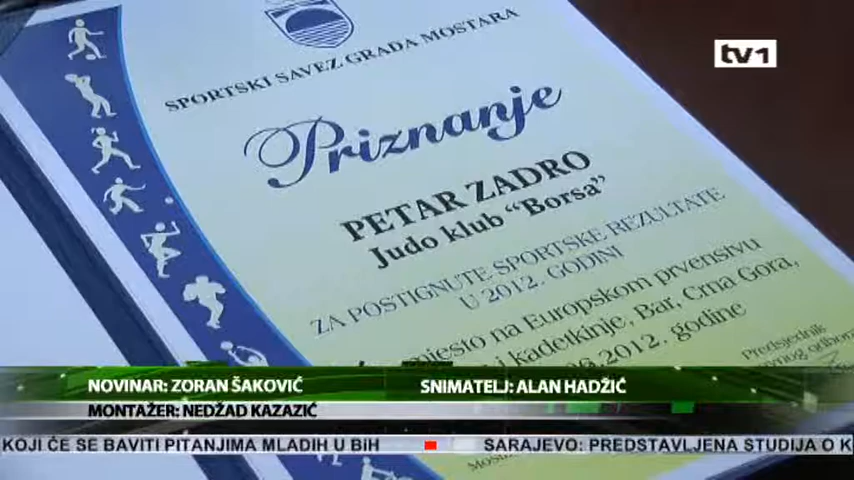 tv1
SPORTSKI SAVEZ GRADA MOSTARA
Priznanje
PETAR ZADRO
Judo klub "Borsa"
ZA POSTIGNUTE SPORTSKE REZULTATE
U 2012. GODINI
mjesto na Europskom prvenstvu
i kadetkinje, Bar, Crna Gora,
2012. godine
Predsjednik
NOVINAR: ZORAN ŠAKOVIĆ
SNIMATELJ: ALAN HADŽIĆ
MONTAŽER: NEDŽAD KAZAZIĆ
KOJI ĆE SE BAVITI PITANJIMA MLADIH U BiH
SARAJEVO: PREDSTAVLJENA STUDIJA O K